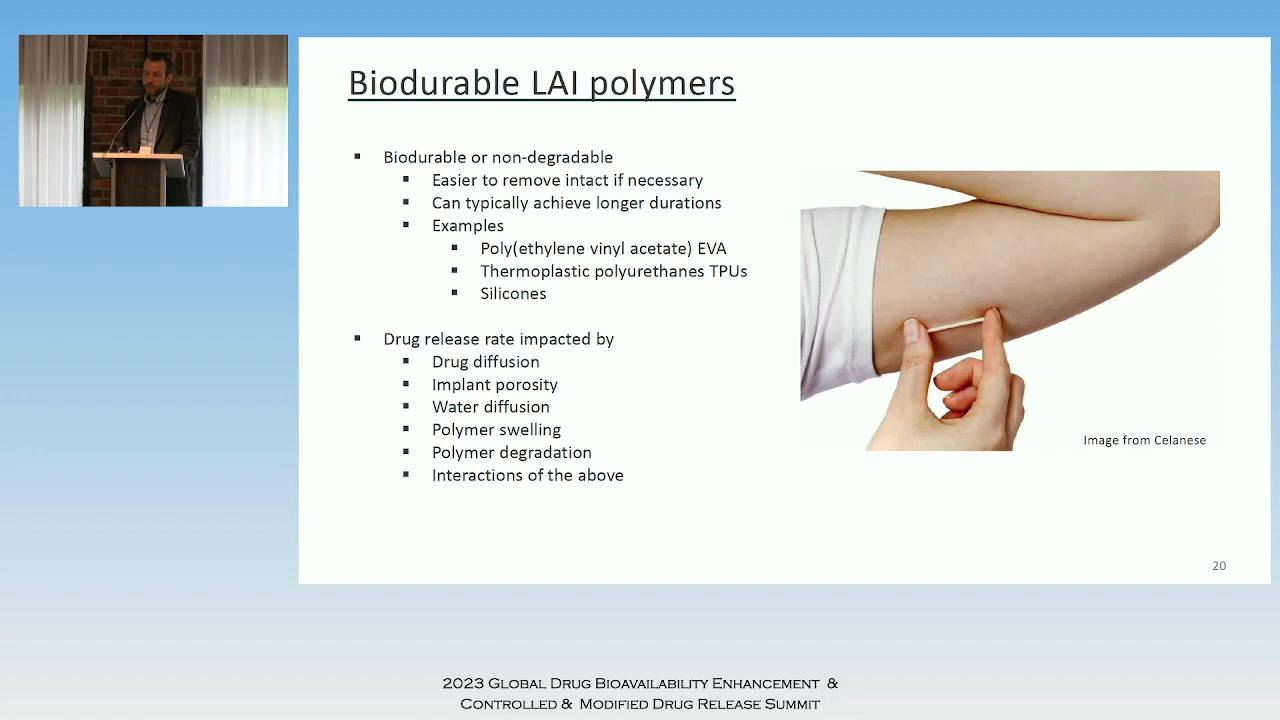 Biodurable LAI polymers
Biodurable or non-degradable
Easier to remove intact if necessary
Can typically achieve longer durations
Examples
Poly(ethylene vinyl acetate) EVA
Thermoplastic polyurethanes TPUs
Silicones
Drug release rate impacted by
Drug diffusion
Implant porosity
Water diffusion
Polymer swelling
Polymer degradation
Interactions of the above
Image from Celanese
20
2023 Global Drug Bioavailability Enhancement &
Controlled & Modified Drug Release Summit